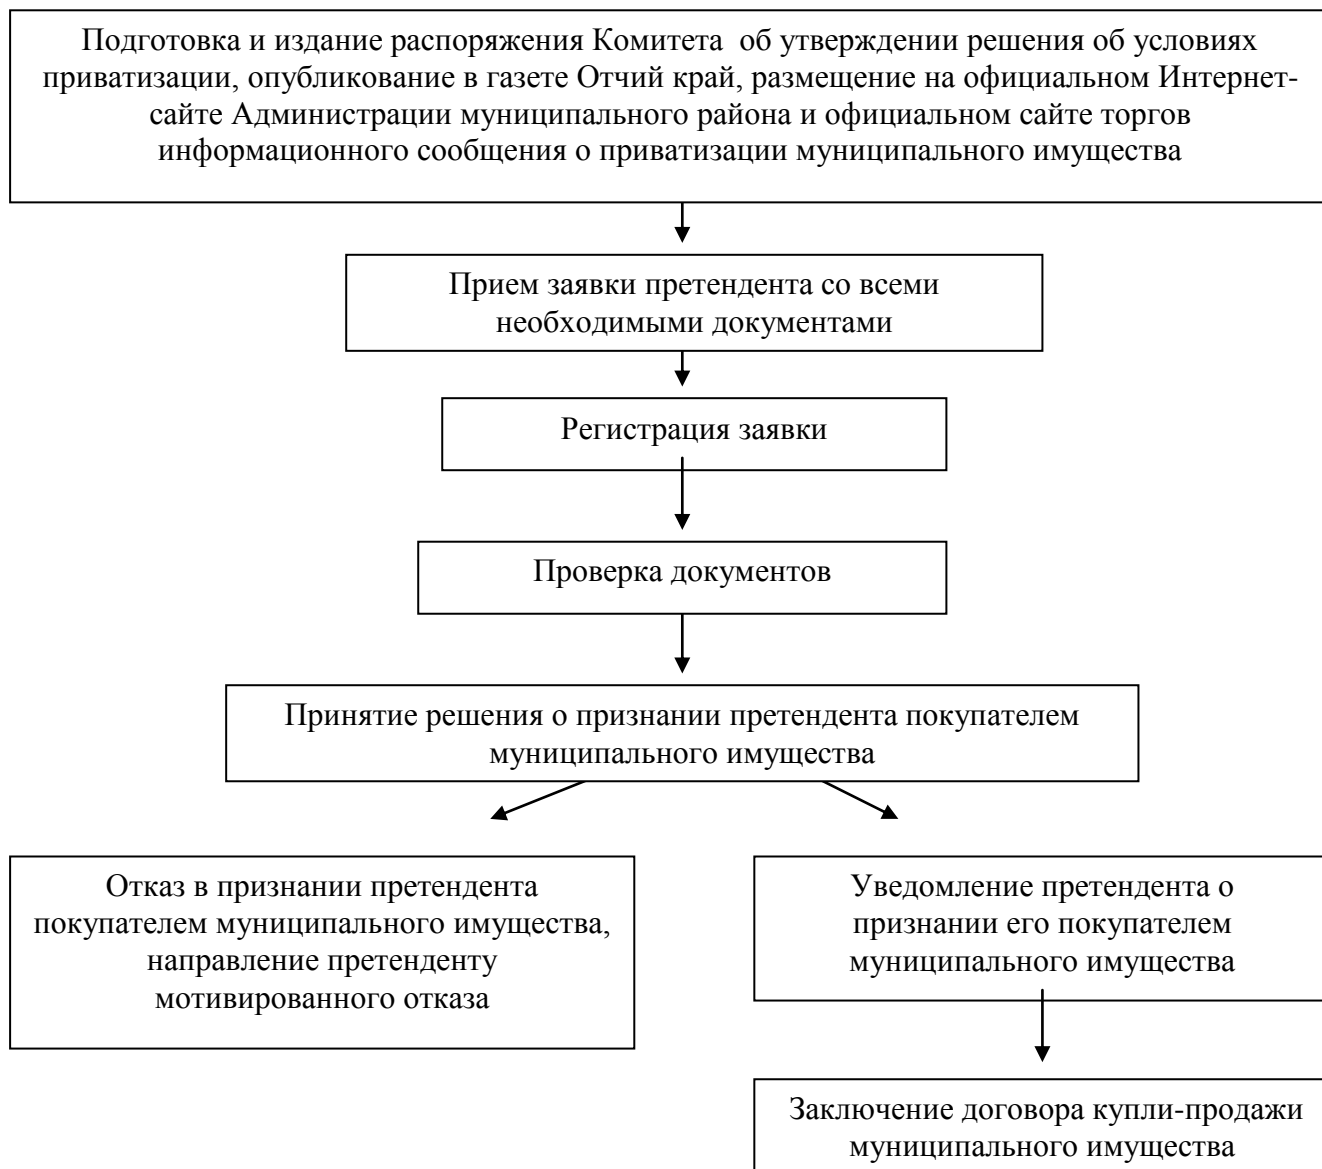 Подготовка и издание распоряжения Комитета  об утверждении решения об условиях
приватизации, опубликование в газете Отчий край, размещение на официальном Интернет-
сайте Администрации муниципального района и официальном сайте торгов
информационного сообщения о приватизации муниципального имущества
Прием заявки претендента со всеми
необходимыми документами
Регистрация заявки
Проверка документов
Принятие решения о признании претендента покупателем
муниципального имущества
Отказ в признании претендента
покупателем муниципального имущества,
направление претенденту
мотивированного отказа
Уведомление претендента о
признании его покупателем
муниципального имущества
Заключение договора купли-продажи
муниципального имущества